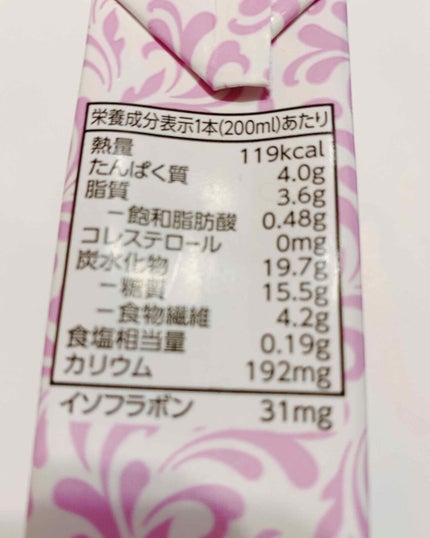 栄養成分表示1本(200ml)あたり
熱量 119kcal
たんぱく質 4.0g
脂質 3.6g
－飽和脂肪酸 0.48g
コレステロール 0mg
炭水化物 19.7g
－糖質 15.5g
－食物繊維 4.2g
食塩相当量 0.19g
カリウム 192mg
イソフラボン 31mg